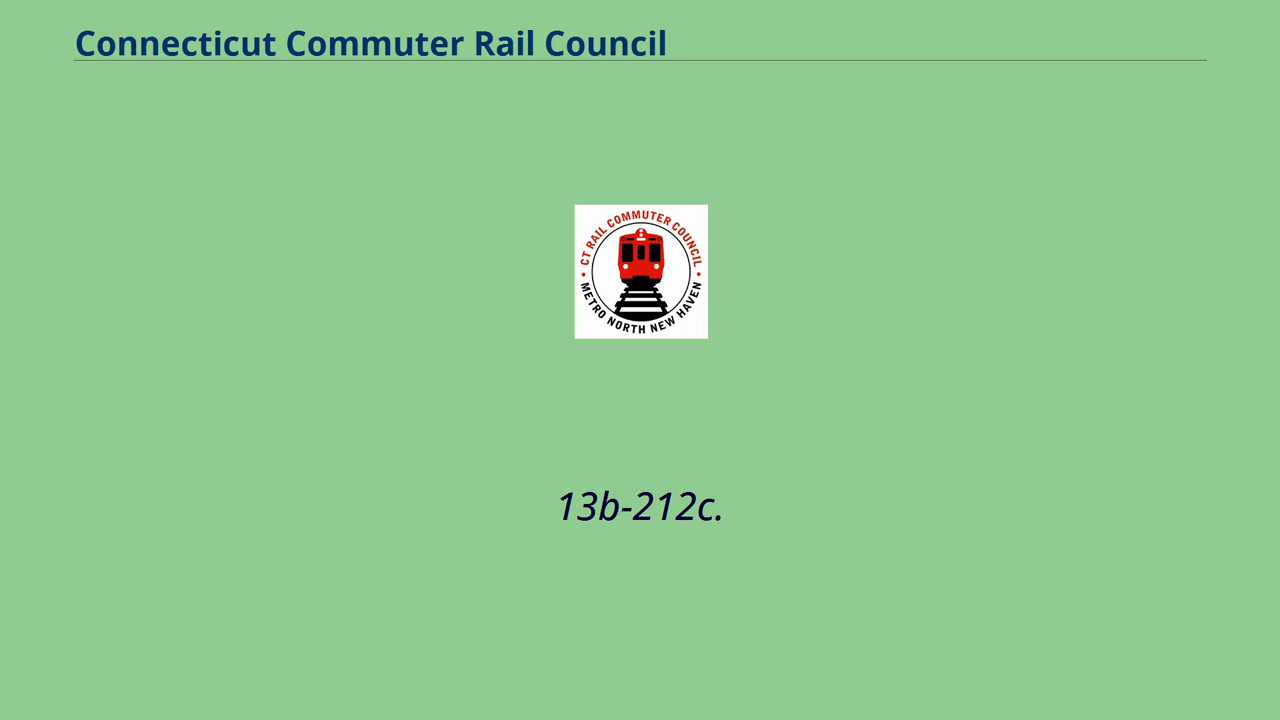 Connecticut Commuter Rail Council
• CT RAIL COMMUTER COUNCIL •
METRO NORTH NEW HAVEN
13b-212c.